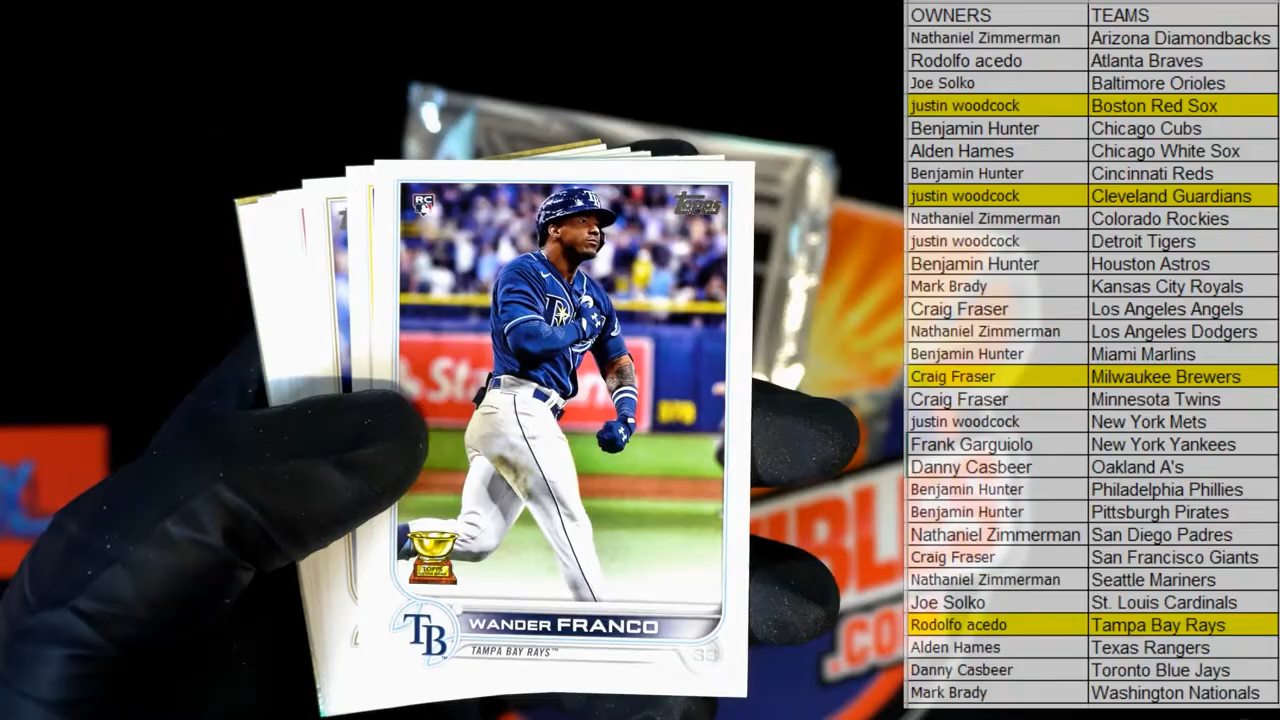 OWNERS TEAMS
Nathaniel Zimmerman Arizona Diamondbacks
Rodolfo acedo Atlanta Braves
Joe Solko Baltimore Orioles
justin woodcock Boston Red Sox
Benjamin Hunter Chicago Cubs
Alden Hames Chicago White Sox
Benjamin Hunter Cincinnati Reds
justin woodcock Cleveland Guardians
Nathaniel Zimmerman Colorado Rockies
justin woodcock Detroit Tigers
Benjamin Hunter Houston Astros
Mark Brady Kansas City Royals
Craig Fraser Los Angeles Angels
Nathaniel Zimmerman Los Angeles Dodgers
Benjamin Hunter Miami Marlins
Craig Fraser Milwaukee Brewers
Craig Fraser Minnesota Twins
justin woodcock New York Mets
Frank Garguiolo New York Yankees
Danny Casbeer Oakland A's
Benjamin Hunter Philadelphia Phillies
Benjamin Hunter Pittsburgh Pirates
Nathaniel Zimmerman San Diego Padres
Craig Fraser San Francisco Giants
Nathaniel Zimmerman Seattle Mariners
Joe Solko St. Louis Cardinals
Rodolfo acedo Tampa Bay Rays
Alden Hames Texas Rangers
Danny Casbeer Toronto Blue Jays
Mark Brady Washington Nationals
RC
Topps
TB
WANDER FRANCO
TAMPA BAY RAYS™
33
.CO